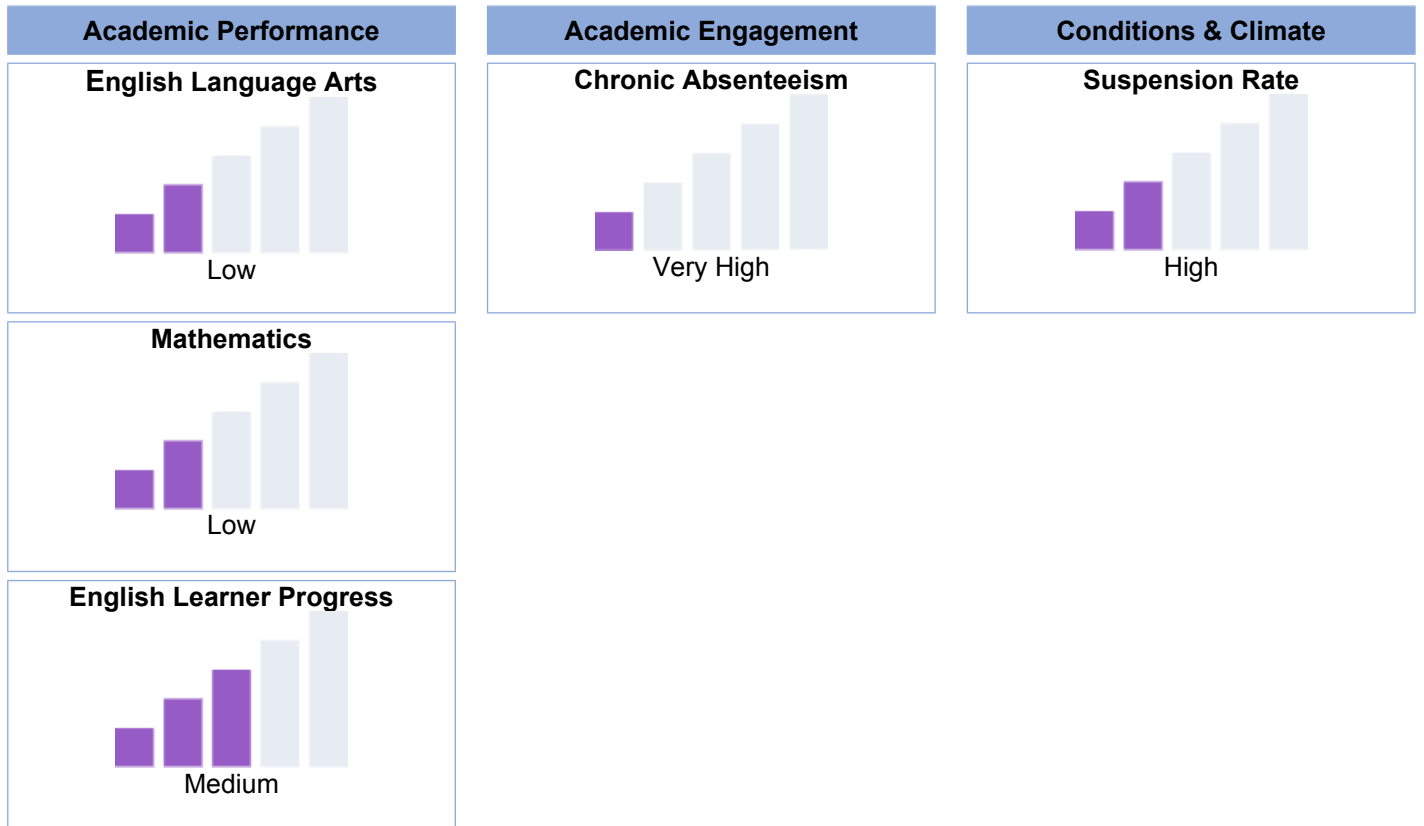 Academic Performance
English Language Arts
Low
Mathematics
Low
English Learner Progress
Medium
Academic Engagement
Chronic Absenteeism
Very High
Conditions & Climate
Suspension Rate
High